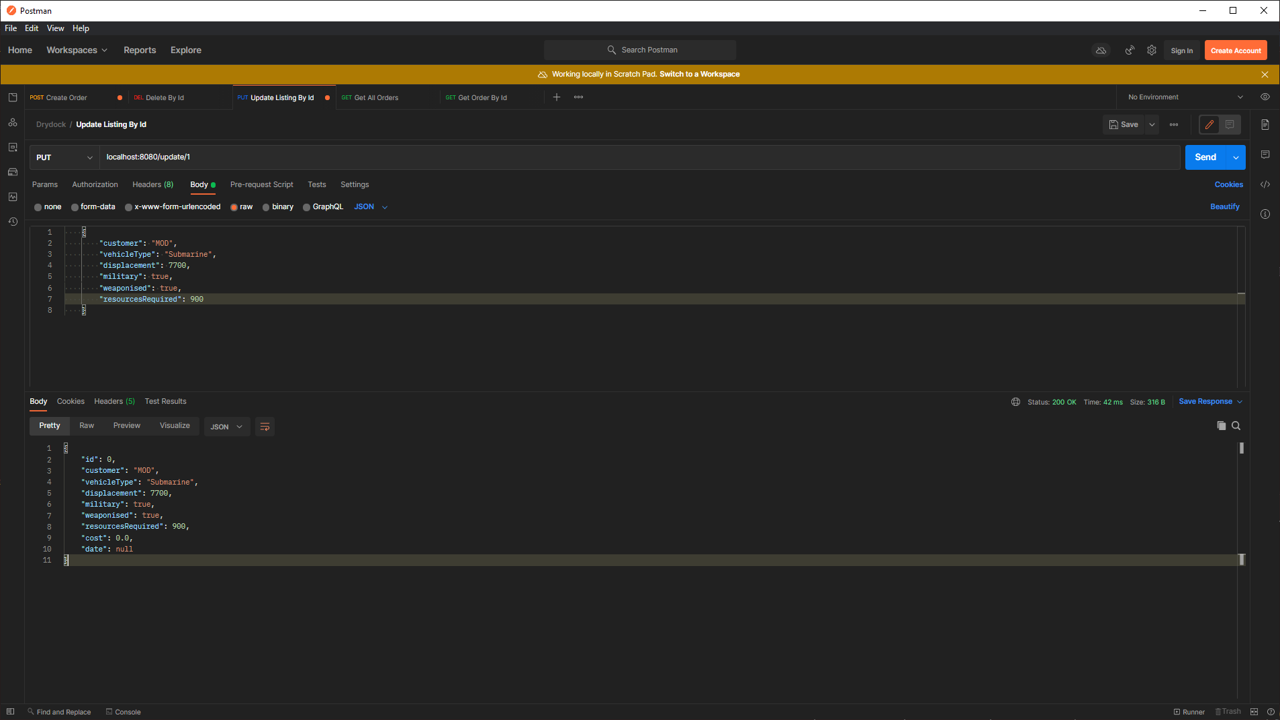 Postman
File Edit View Help
Home Workspaces Reports Explore Search Postman Sign In Create Account
Working locally in Scratch Pad. Switch to a Workspace
POST Create Order DEL Delete By Id PUT Update Listing By Id GET Get All Orders GET Get Order By Id No Environment
Drydock / Update Listing By Id Save
PUT localhost:8080/update/1 Send
Params Authorization Headers (8) Body Pre-request Script Tests Settings Cookies
none form-data x-www-form-urlencoded raw binary GraphQL JSON Beautify
1 {
2 "customer": "MOD",
3 "vehicleType": "Submarine",
4 "displacement": 7700,
5 "military": true,
6 "weaponised": true,
7 "resourcesRequired": 900
8 }
Body Cookies Headers (5) Test Results Status: 200 OK Time: 42 ms Size: 316 B Save Response
Pretty Raw Preview Visualize JSON
1 {
2 "id": 0,
3 "customer": "MOD",
4 "vehicleType": "Submarine",
5 "displacement": 7700,
6 "military": true,
7 "weaponised": true,
8 "resourcesRequired": 900,
9 "cost": 0.0,
10 "date": null
11 }
Find and Replace Console Runner Trash